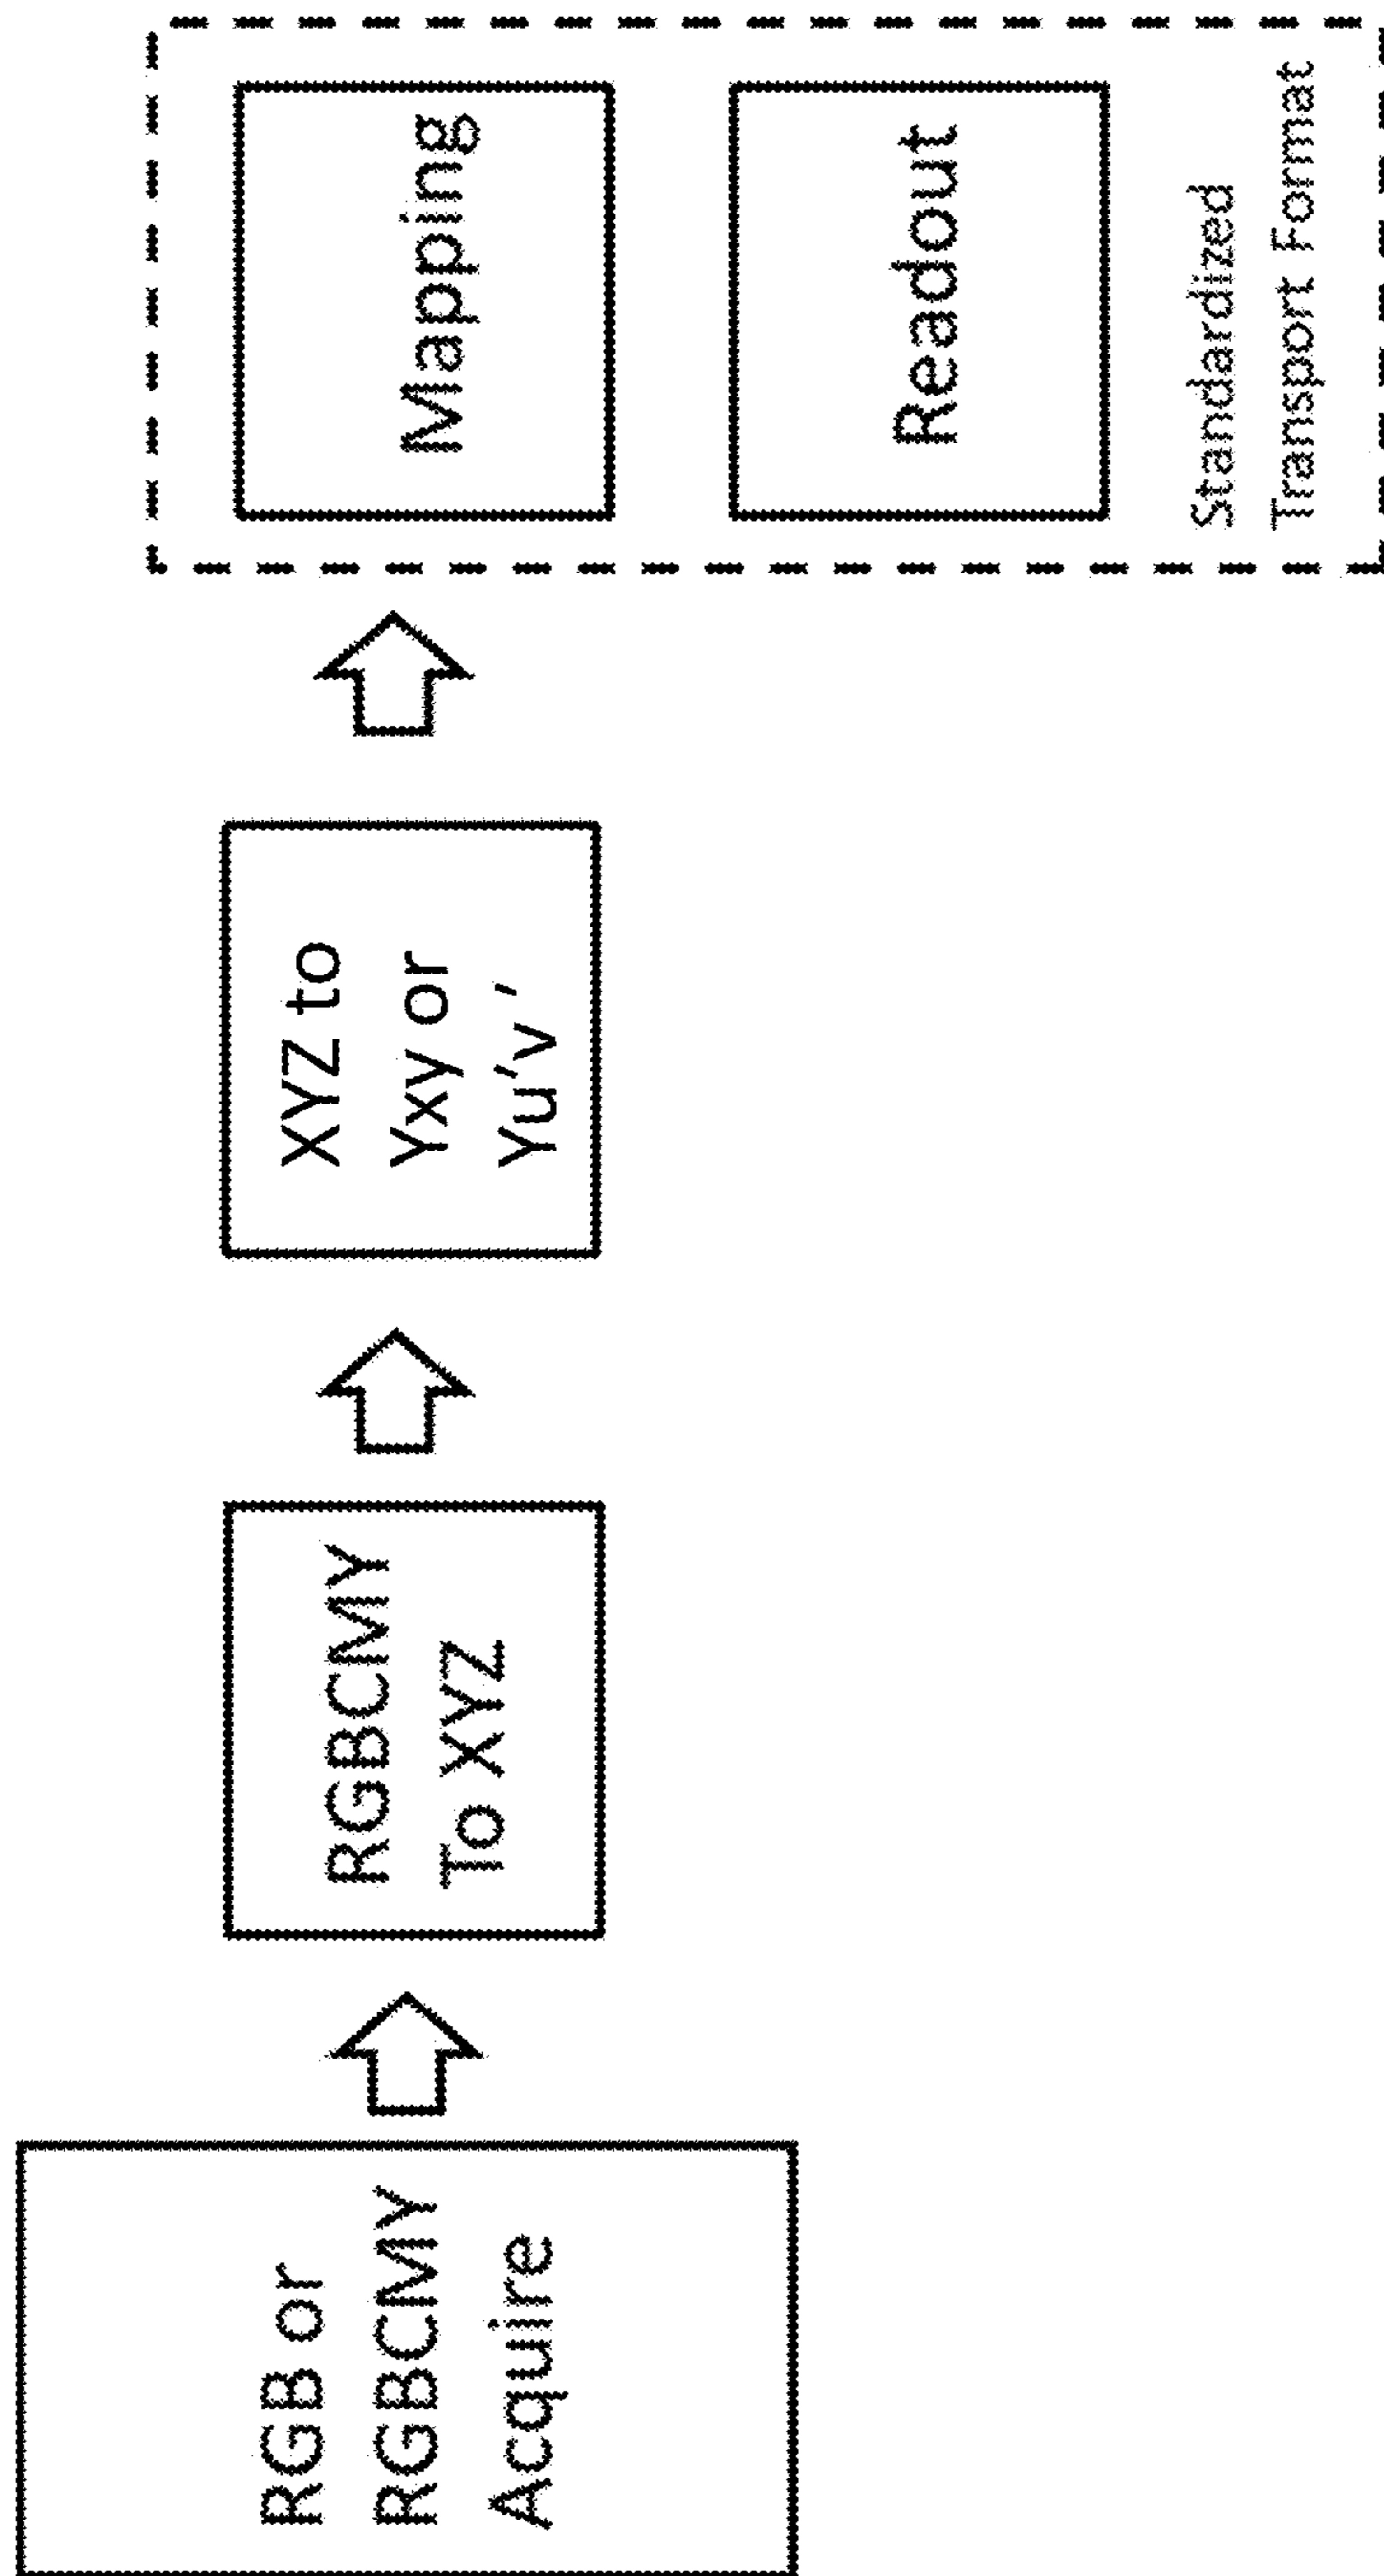 RGB or
RGBCMY
Acquire
RGBCMY
To XYZ
XYZ to
Yxy or
Yu'v '
Mapping
Readout
Standardized
Transport Format